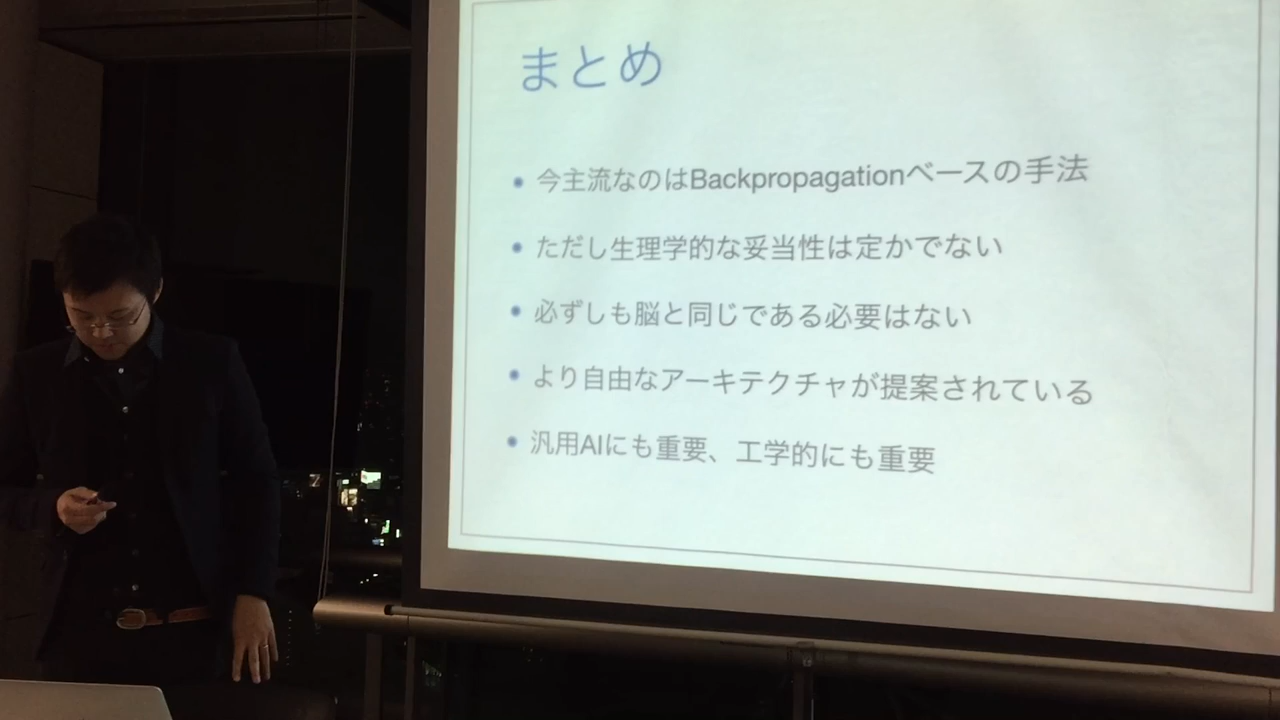 まとめ
今主流なのはBackpropagationベースの手法
ただし生理学的な妥当性は定かでない
必ずしも脳と同じである必要はない
より自由なアーキテクチャが提案されている
汎用AIにも重要、工学的にも重要